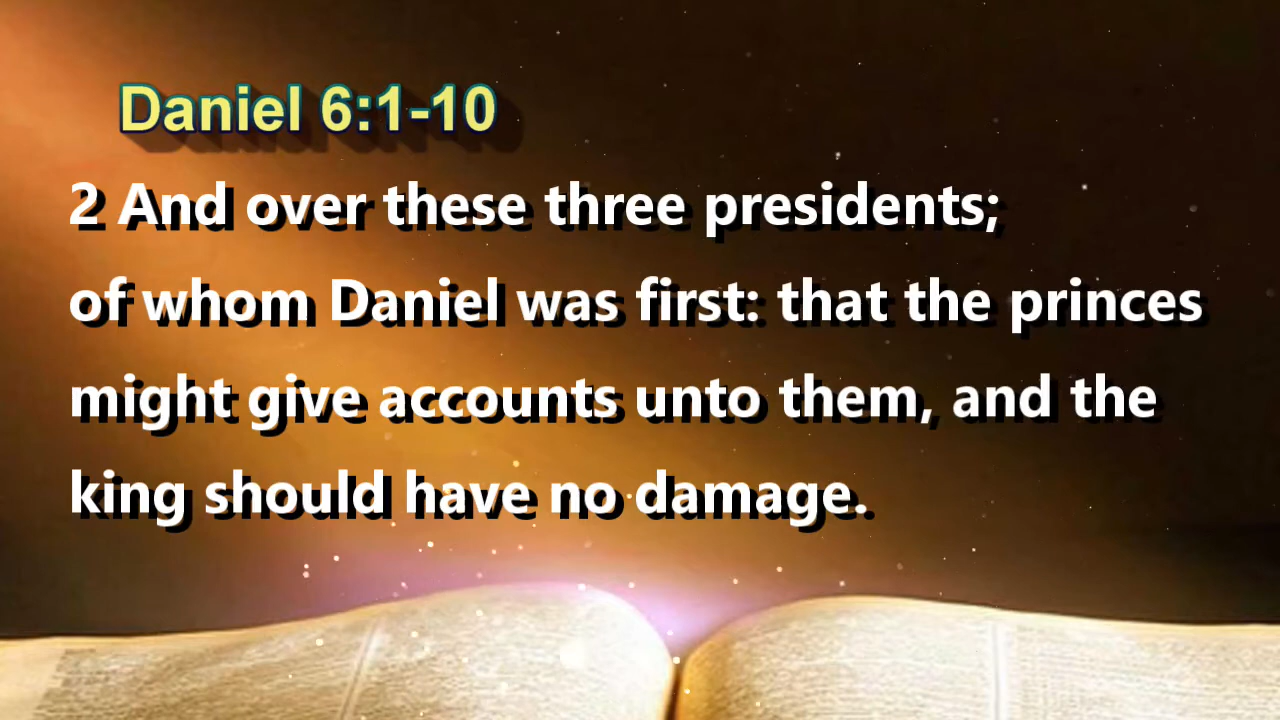 Daniel 6:1-10
2 And over these three presidents;
of whom Daniel was first: that the princes
might give accounts unto them, and the
king should have no damage.